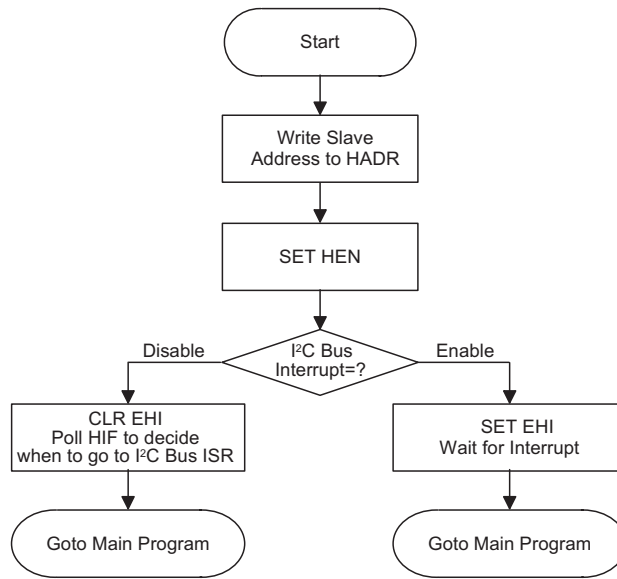 Start
Write Slave
Address to HADR
SET HEN
Disable
I²C Bus
Interrupt=?
Enable
CLR EHI
Poll HIF to decide
when to go to I²C Bus ISR
SET EHI
Wait for Interrupt
Goto Main Program
Goto Main Program